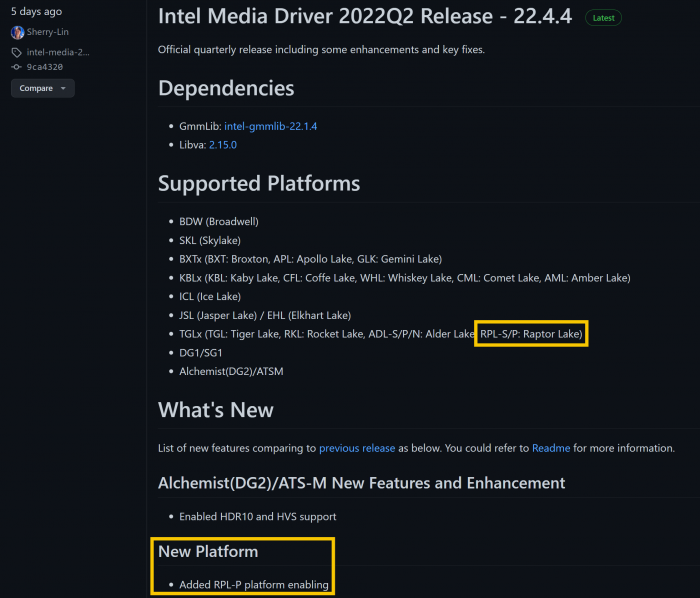 5 days ago
Sherry-Lin
intel-media-2...
9ca4320
Compare
Intel Media Driver 2022Q2 Release - 22.4.4 Latest
Official quarterly release including some enhancements and key fixes.
Dependencies
GmmLib: intel-gmmlib-22.1.4
Libva: 2.15.0
Supported Platforms
BDW (Broadwell)
SKL (Skylake)
BXTx (BXT: Broxton, APL: Apollo Lake, GLK: Gemini Lake)
KBLx (KBL: Kaby Lake, CFL: Coffe Lake, WHL: Whiskey Lake, CML: Comet Lake, AML: Amber Lake)
ICL (Ice Lake)
JSL (Jasper Lake) / EHL (Elkhart Lake)
TGLx (TGL: Tiger Lake, RKL: Rocket Lake, ADL-S/P/N: Alder Lake RPL-S/P: Raptor Lake)
DG1/SG1
Alchemist(DG2)/ATSM
What's New
List of new features comparing to previous release as below. You could refer to Readme for more information.
Alchemist(DG2)/ATS-M New Features and Enhancement
Enabled HDR10 and HVS support
New Platform
Added RPL-P platform enabling